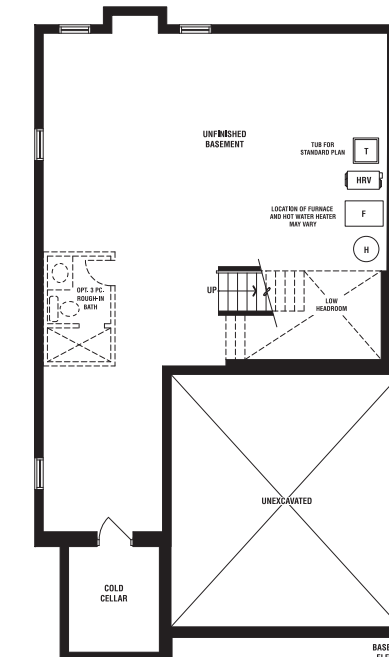 UNFINISHED
BASEMENT
TUB FOR
STANDARD PLAN
T
HRV
LOCATION OF FURNACE
AND HOT WATER HEATER
MAY VARY
F
H
OPT. 3 PC.
ROUGH-IN
BATH
UP
LOW
HEADROOM
UNEXCAVATED
COLD
CELLAR
BASE